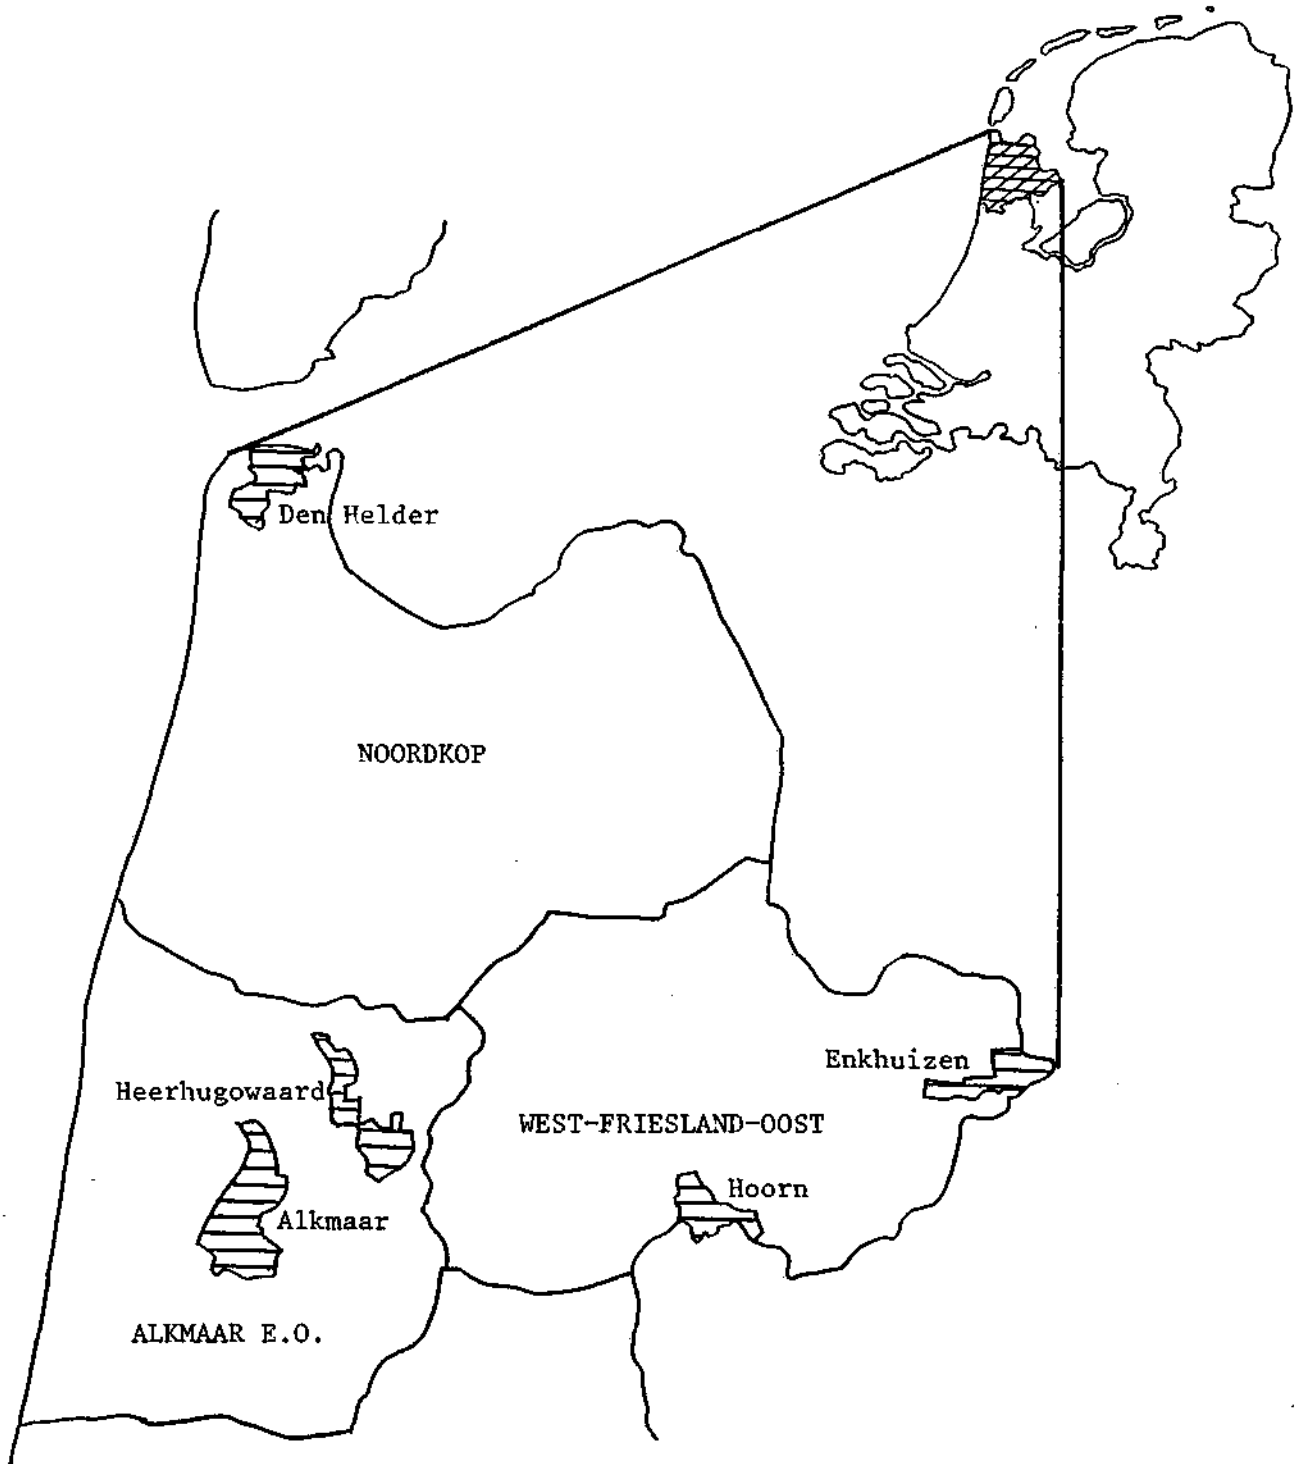 Den Helder
NOORDKOP
Enkhuizen
Heerhugowaard
WEST-FRIESLAND-OOST
Hoorn
Alkmaar
ALKMAAR E.O.